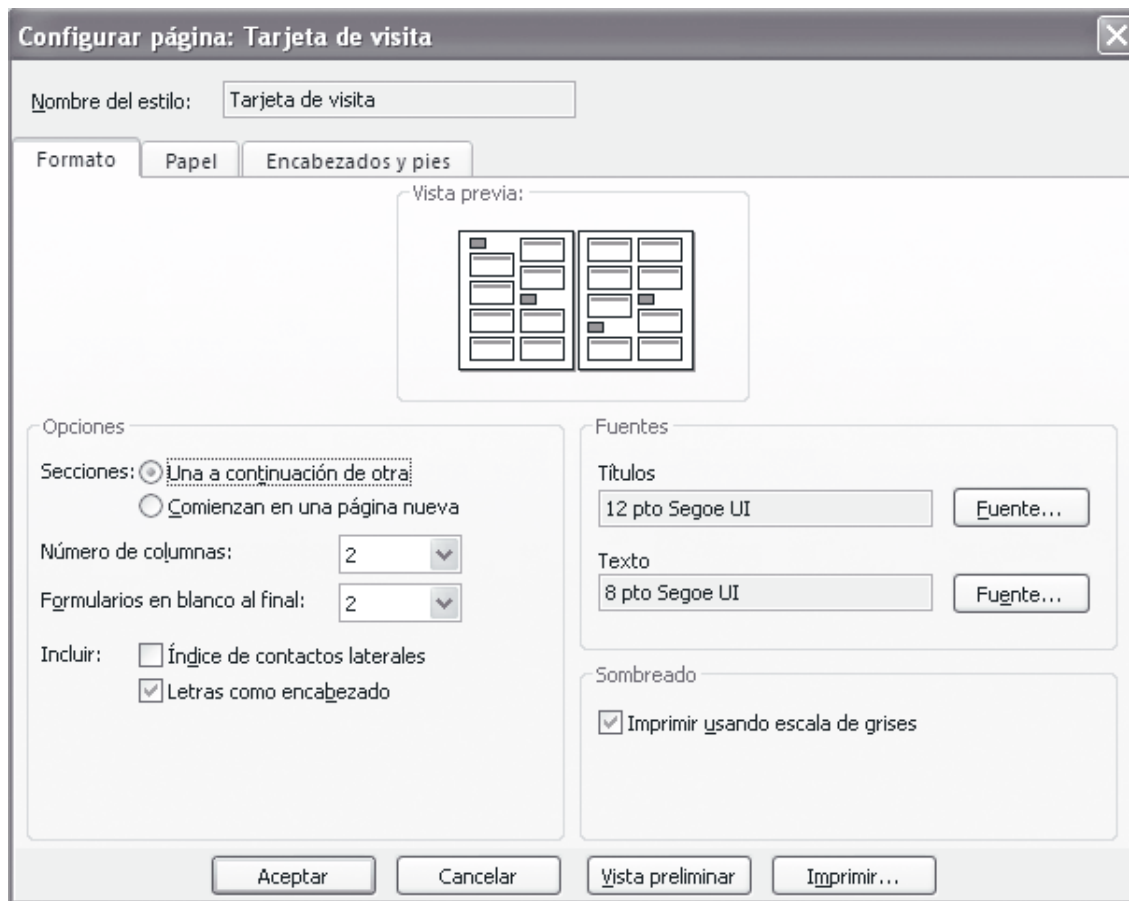 Configurar página: Tarjeta de visita
Nombre del estilo: Tarjeta de visita
Formato Papel Encabezados y pies
Vista previa:
Opciones
Secciones: Una a continuación de otra
Comienzan en una página nueva
Número de columnas: 2
Formularios en blanco al final: 2
Incluir: Índice de contactos laterales
Letras como encabezado
Fuentes
Títulos
12 pto Segoe UI Fuente...
Texto
8 pto Segoe UI Fuente...
Sombreado
Imprimir usando escala de grises
Aceptar Cancelar Vista preliminar Imprimir...